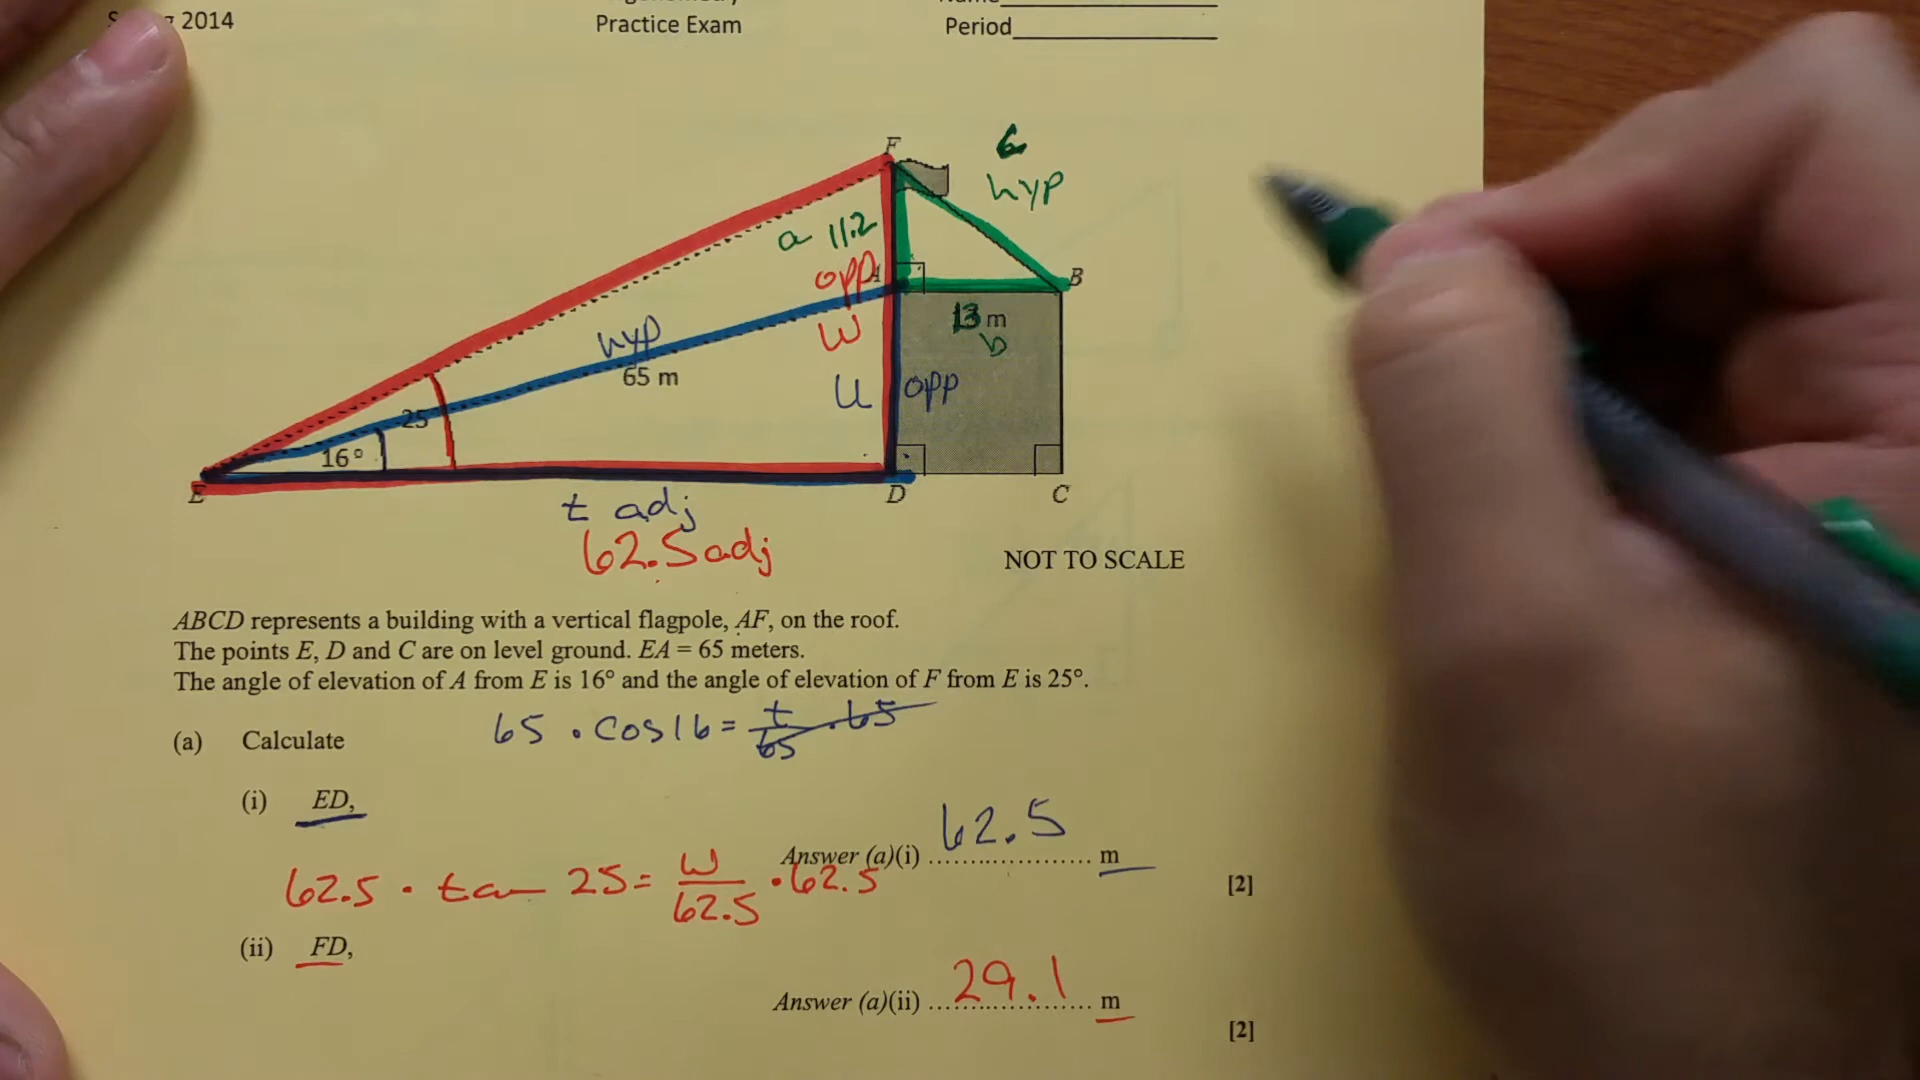 2014
Practice Exam
Period
F
hyp
a 11.2
opp A
B
13 m
b
W
hyp
65 m
U opp
25
16°
E
D
C
t adj
62.5 adj
NOT TO SCALE
ABCD represents a building with a vertical flagpole, AF, on the roof.
The points E, D and C are on level ground. EA = 65 meters.
The angle of elevation of A from E is 16° and the angle of elevation of F from E is 25°.
65 · cos 16 = t/65 · 65
(a) Calculate
(i) ED,
62.5
Answer (a)(i) ........................ m
[2]
62.5 · tan 25 = W/62.5 · 62.5
(ii) FD,
29.1
Answer (a)(ii) ........................ m
[2]